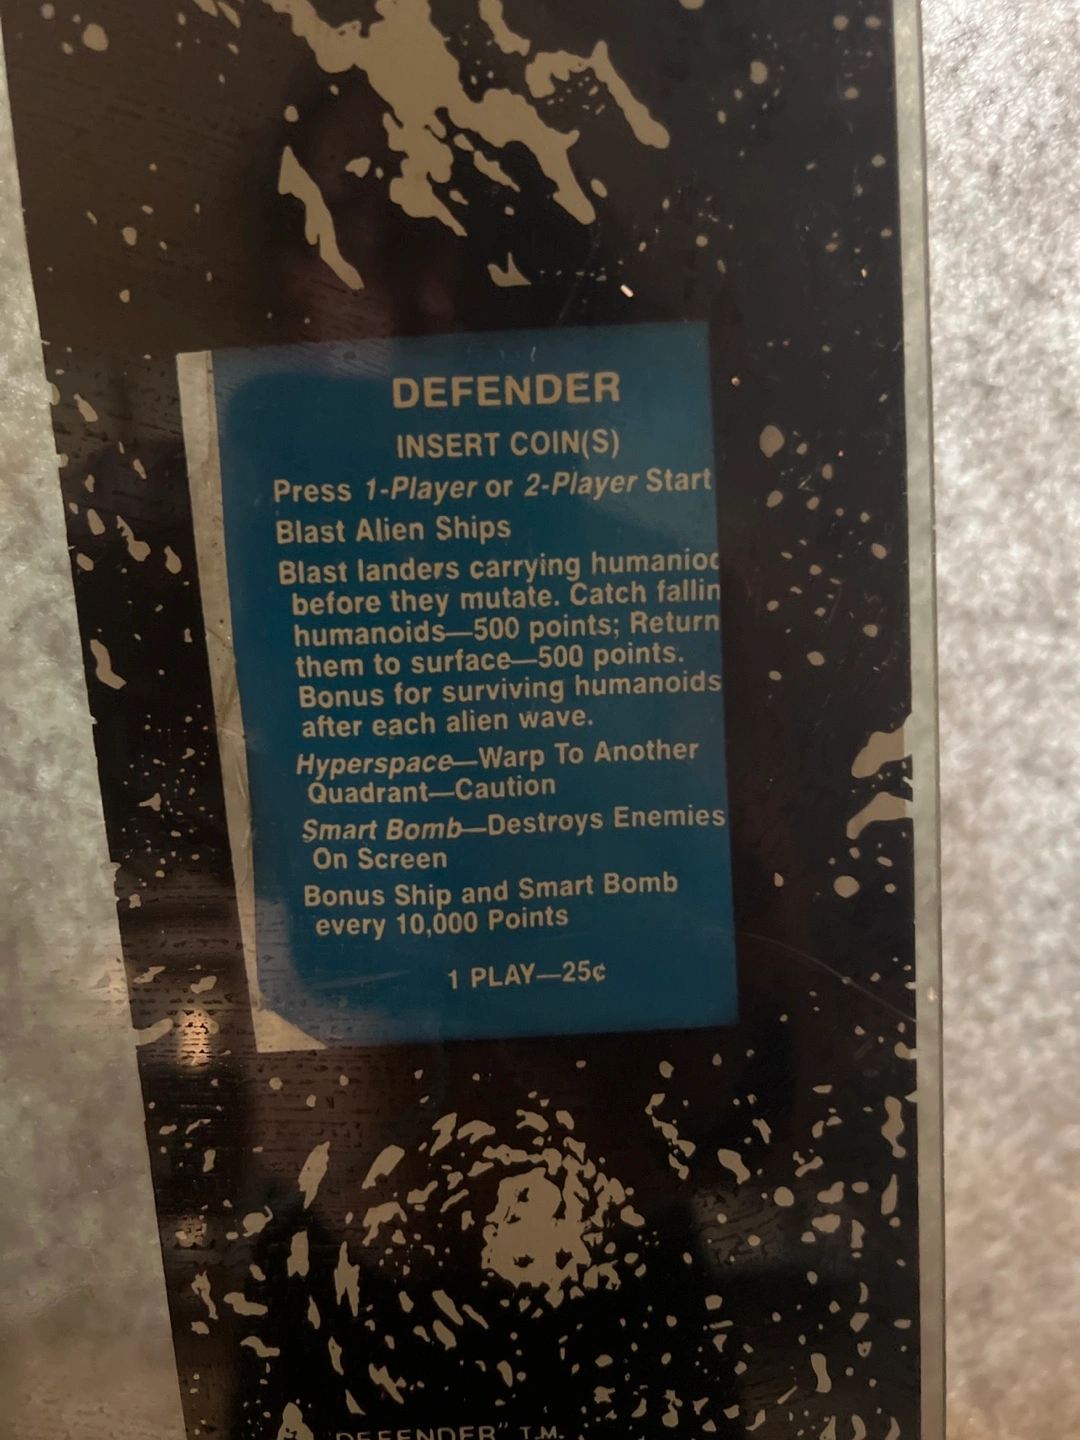 DEFENDER
INSERT COIN(S)
Press 1-Player or 2-Player Start
Blast Alien Ships
Blast landers carrying humanioc
before they mutate. Catch fallin
humanoids—500 points; Return
them to surface—500 points.
Bonus for surviving humanoids
after each alien wave.
Hyperspace—Warp To Another
Quadrant—Caution
Smart Bomb—Destroys Enemies
On Screen
Bonus Ship and Smart Bomb
every 10,000 Points
1 PLAY—25¢
"DEFENDER" T.M.